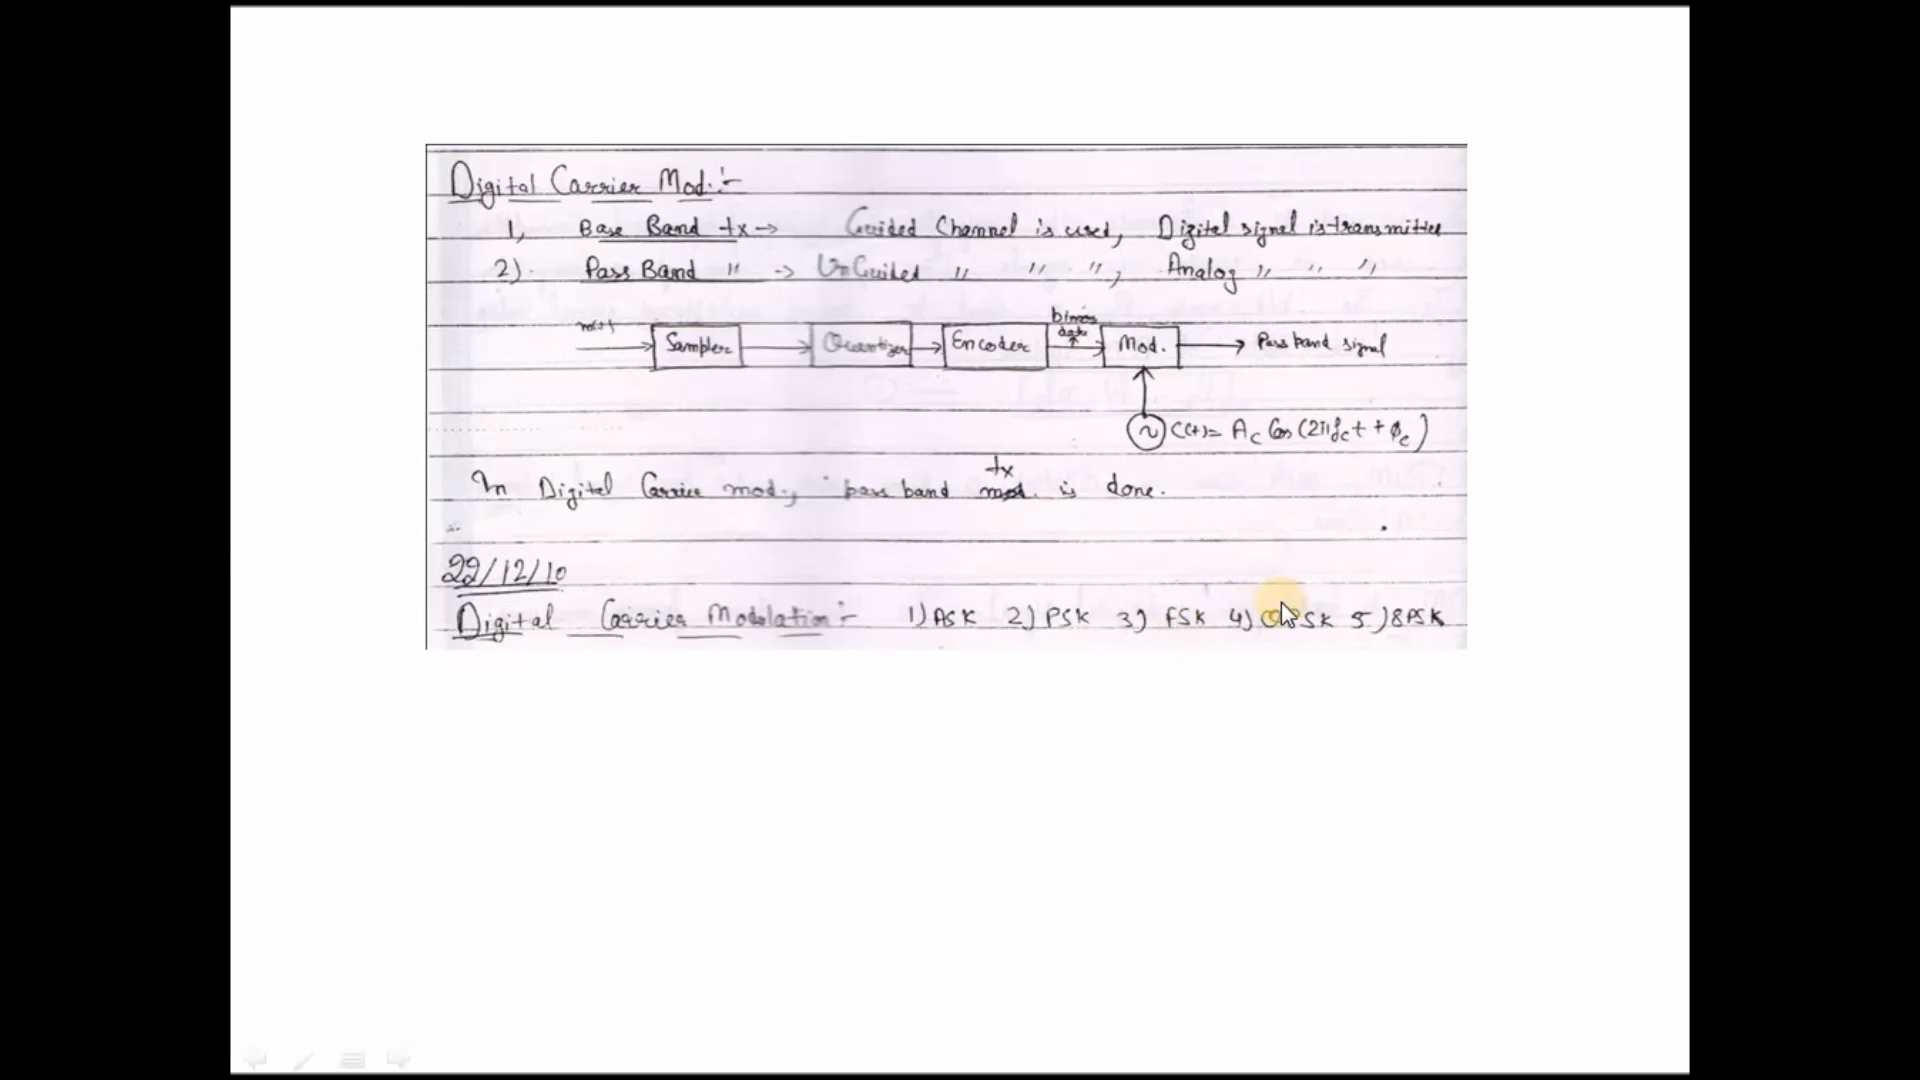 Digital Carrier Mod.:-
1, Base Band tx → Guided Channel is used, Digital signal is transmitted
2). Pass Band " → UnGuided " " ", Analog " " "
m(t) Sampler Quantizer Encoder binary data Mod. Pass band signal
C(t)= Ac Cos(2πfct + φc)
In Digital Carrier mod., pass band tx is done.
22/12/10
Digital Carrier Modulation:- 1) ASK 2) PSK 3) FSK 4) QPSK 5) 8PSK